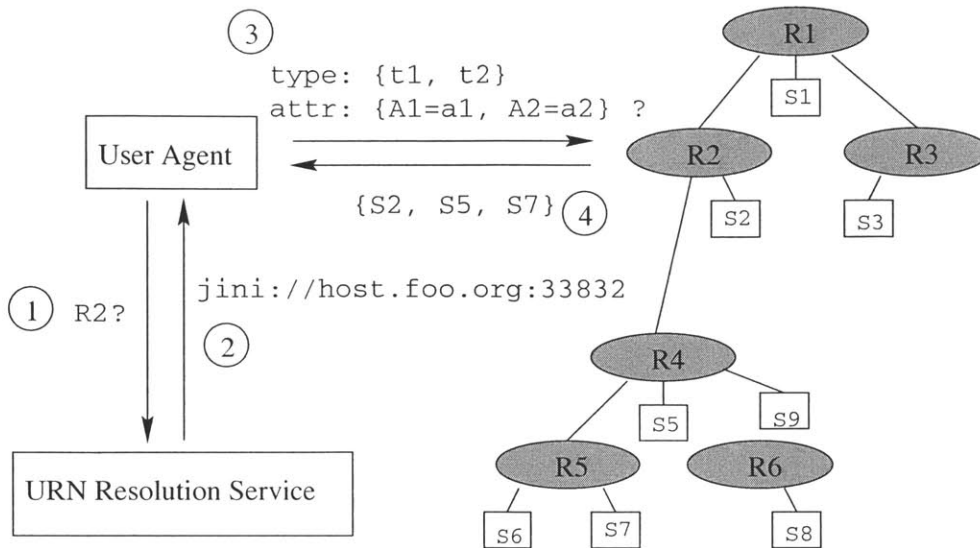 3
R1
type: {t1, t2}
attr: {A1=a1, A2=a2} ?
S1
User Agent
R2
R3
{S2, S5, S7}
4
S2
S3
jini://host.foo.org:33832
1
R2?
2
R4
S5
S9
R5
R6
URN Resolution Service
S6
S7
S8